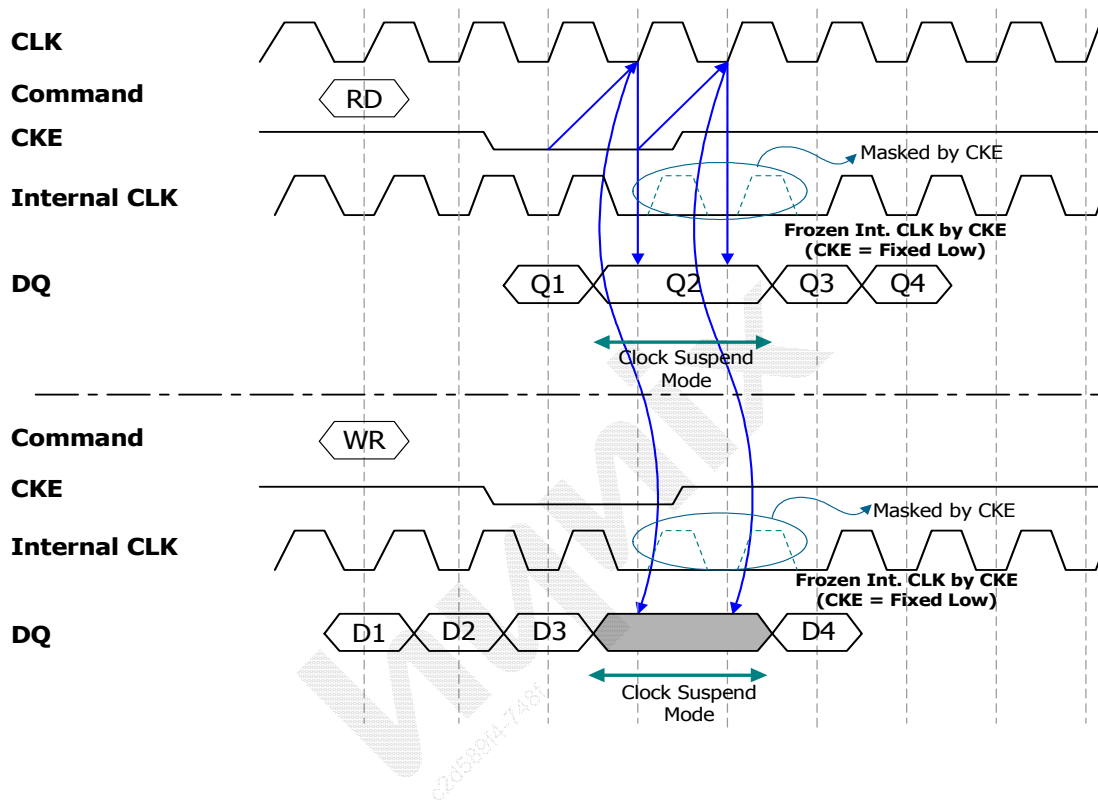 CLK
Command
RD
CKE
Masked by CKE
Internal CLK
Frozen Int. CLK by CKE
(CKE = Fixed Low)
DQ
Q1
Q2
Q3
Q4
Clock Suspend
Mode
Command
WR
CKE
Masked by CKE
Internal CLK
Frozen Int. CLK by CKE
(CKE = Fixed Low)
DQ
D1
D2
D3
D4
Clock Suspend
Mode